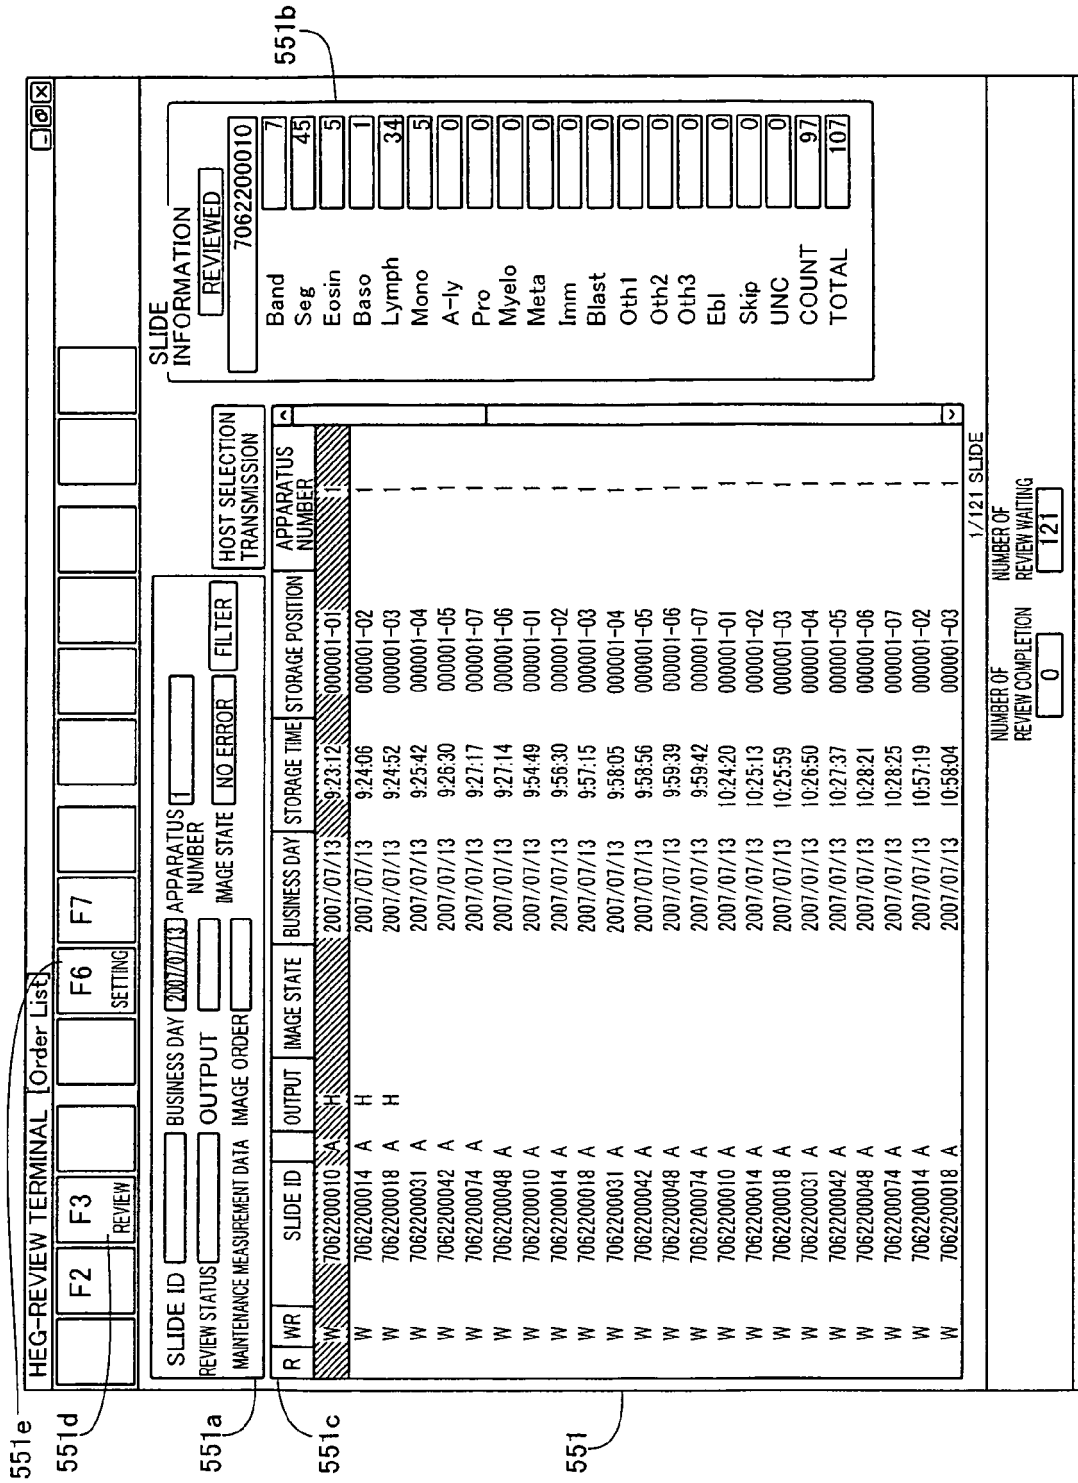 HEG-REVIEW TERMINAL [Order List]
F2 F3 F6 F7
REVIEW SETTING
SLIDE ID BUSINESS DAY 2007/07/13 APPARATUS NUMBER 1
REVIEW STATUS OUTPUT IMAGE STATE NO ERROR FILTER
MAINTENANCE MEASUREMENT DATA IMAGE ORDER
HOST SELECTION
TRANSMISSION
R WR SLIDE ID OUTPUT IMAGE STATE BUSINESS DAY STORAGE TIME STORAGE POSITION APPARATUS NUMBER
W 7062200010 A H 2007/07/13 9:23:12 000001-01 1
W 7062200014 A H 2007/07/13 9:24:06 000001-02 1
W 7062200018 A H 2007/07/13 9:24:52 000001-03 1
W 7062200031 A 2007/07/13 9:25:42 000001-04 1
W 7062200042 A 2007/07/13 9:26:30 000001-05 1
W 7062200074 A 2007/07/13 9:27:17 000001-07 1
W 7062200048 A 2007/07/13 9:27:14 000001-06 1
W 7062200010 A 2007/07/13 9:54:49 000001-01 1
W 7062200014 A 2007/07/13 9:56:30 000001-02 1
W 7062200018 A 2007/07/13 9:57:15 000001-03 1
W 7062200031 A 2007/07/13 9:58:05 000001-04 1
W 7062200042 A 2007/07/13 9:58:56 000001-05 1
W 7062200048 A 2007/07/13 9:59:39 000001-06 1
W 7062200074 A 2007/07/13 9:59:42 000001-07 1
W 7062200010 A 2007/07/13 10:24:20 000001-01 1
W 7062200014 A 2007/07/13 10:25:13 000001-02 1
W 7062200018 A 2007/07/13 10:25:59 000001-03 1
W 7062200031 A 2007/07/13 10:26:50 000001-04 1
W 7062200042 A 2007/07/13 10:27:37 000001-05 1
W 7062200048 A 2007/07/13 10:28:21 000001-06 1
W 7062200074 A 2007/07/13 10:28:25 000001-07 1
W 7062200014 A 2007/07/13 10:57:19 000001-02 1
W 7062200018 A 2007/07/13 10:58:04 000001-03 1
1/121 SLIDE
SLIDE
INFORMATION
REVIEWED
7062200010
Band 7
Seg 45
Eosin 5
Baso 1
Lymph 34
Mono 5
A-ly 0
Pro 0
Myelo 0
Meta 0
Imm 0
Blast 0
Oth1 0
Oth2 0
Oth3 0
Ebl 0
Skip 0
UNC 0
COUNT 97
TOTAL 107
NUMBER OF
REVIEW COMPLETION
0
NUMBER OF
REVIEW WAITING
121
551e
551d
551a
551c
551
551b